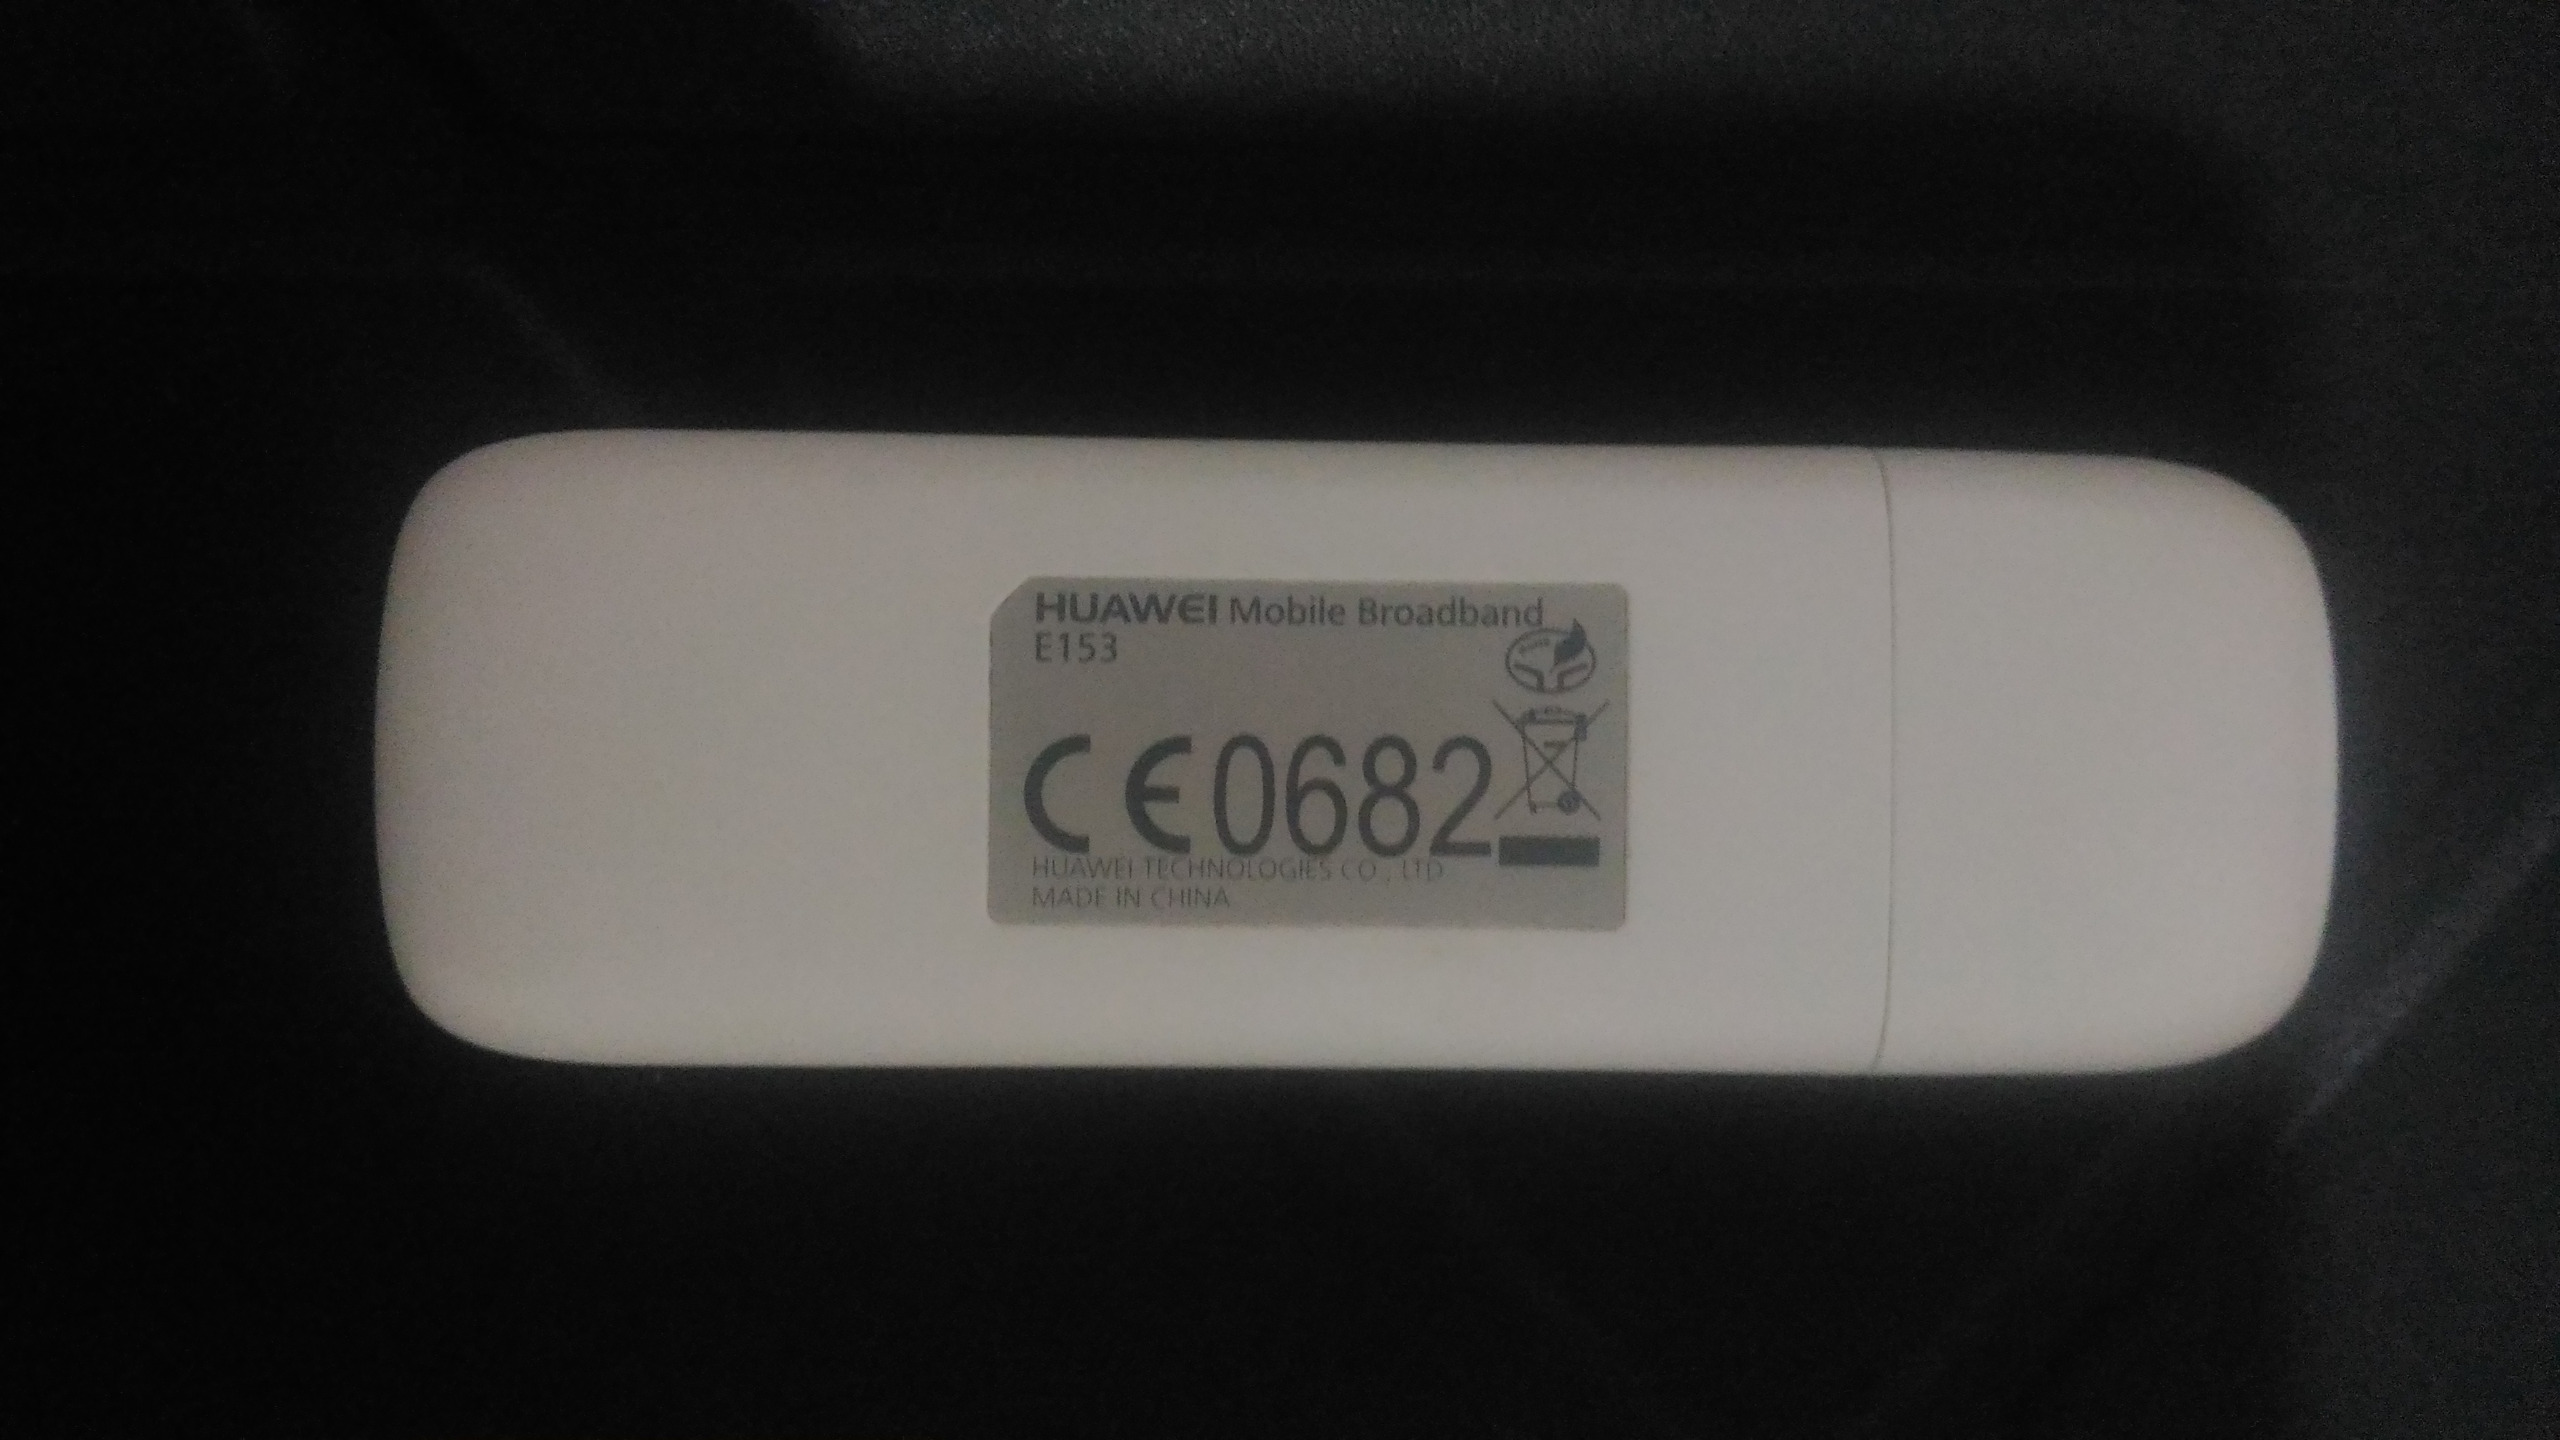 HUAWEI Mobile Broadband
E153
CE0682
HUAWEI TECHNOLOGIES CO., LTD
MADE IN CHINA